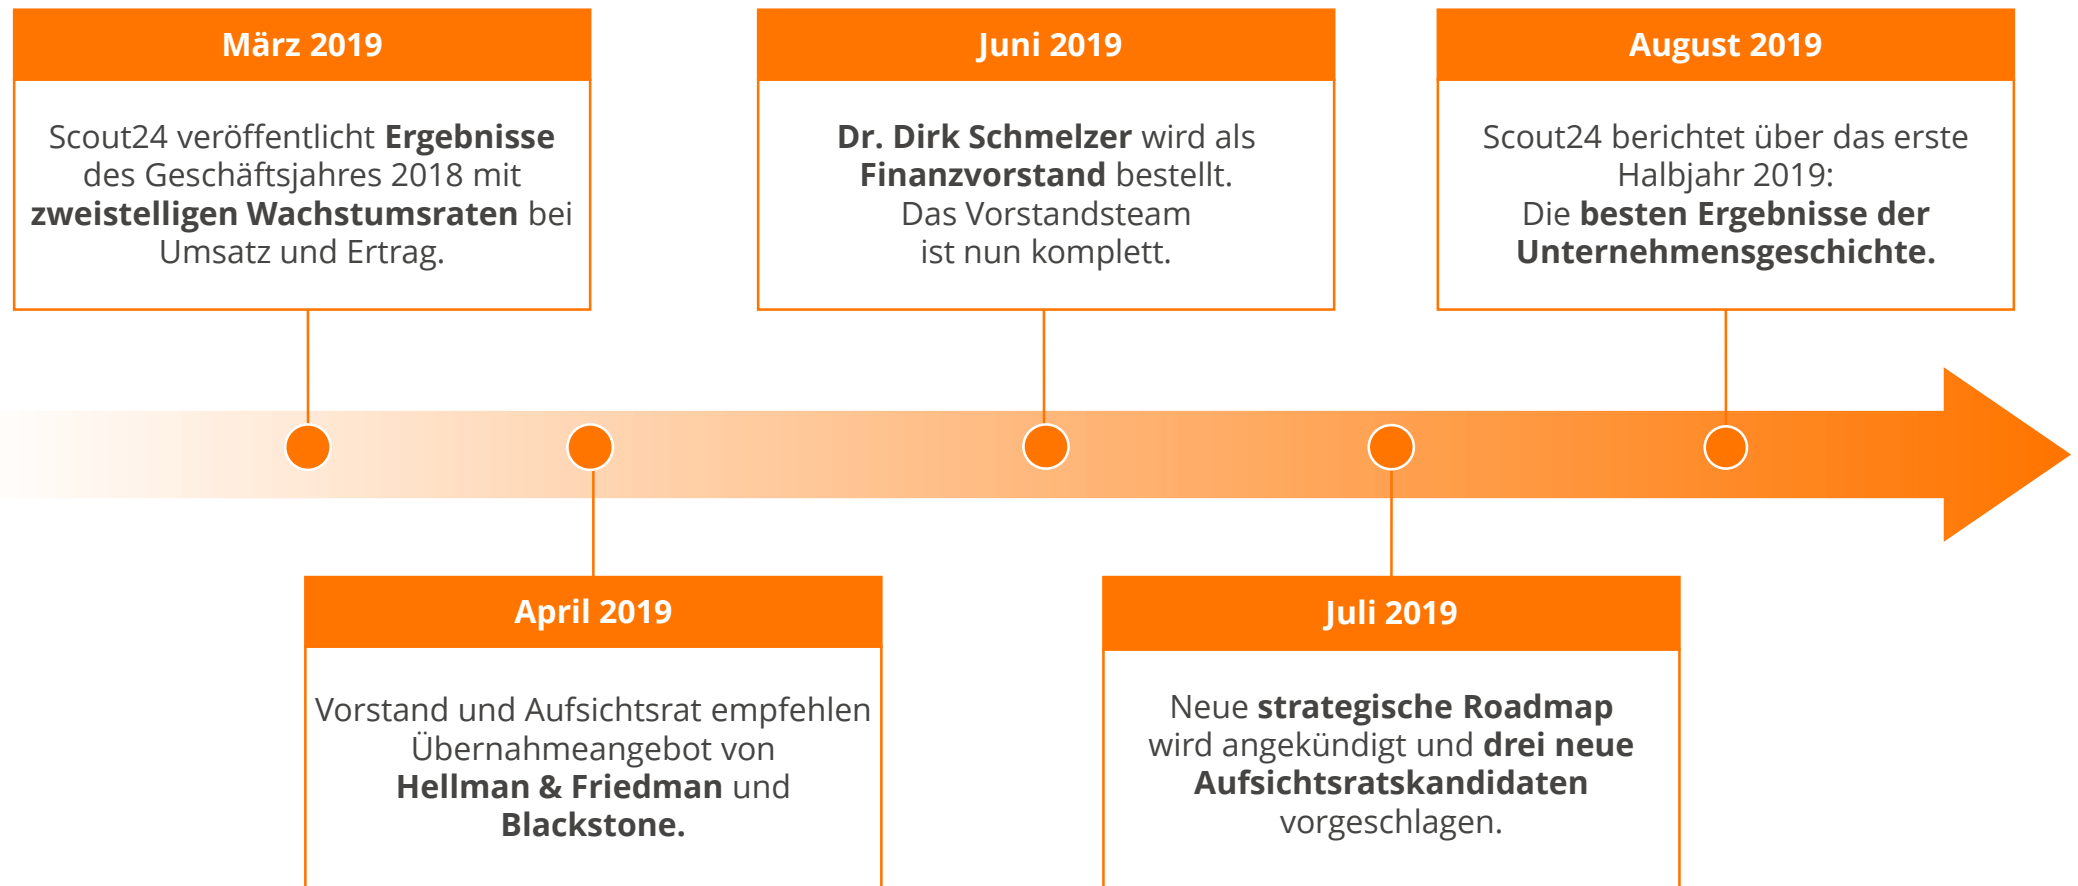 März 2019
Scout24 veröffentlicht Ergebnisse
des Geschäftsjahres 2018 mit
zweistelligen Wachstumsraten bei
Umsatz und Ertrag.
April 2019
Vorstand und Aufsichtsrat empfehlen
Übernahmeangebot von
Hellman & Friedman und
Blackstone.
Juni 2019
Dr. Dirk Schmelzer wird als
Finanzvorstand bestellt.
Das Vorstandsteam
ist nun komplett.
Juli 2019
Neue strategische Roadmap
wird angekündigt und drei neue
Aufsichtsratskandidaten
vorgeschlagen.
August 2019
Scout24 berichtet über das erste
Halbjahr 2019:
Die besten Ergebnisse der
Unternehmensgeschichte.